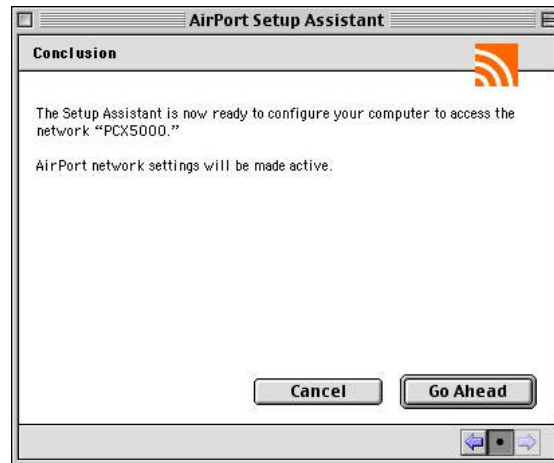 AirPort Setup Assistant
Conclusion
The Setup Assistant is now ready to configure your computer to access the
network “PCX5000.”
AirPort network settings will be made active.
Cancel
Go Ahead